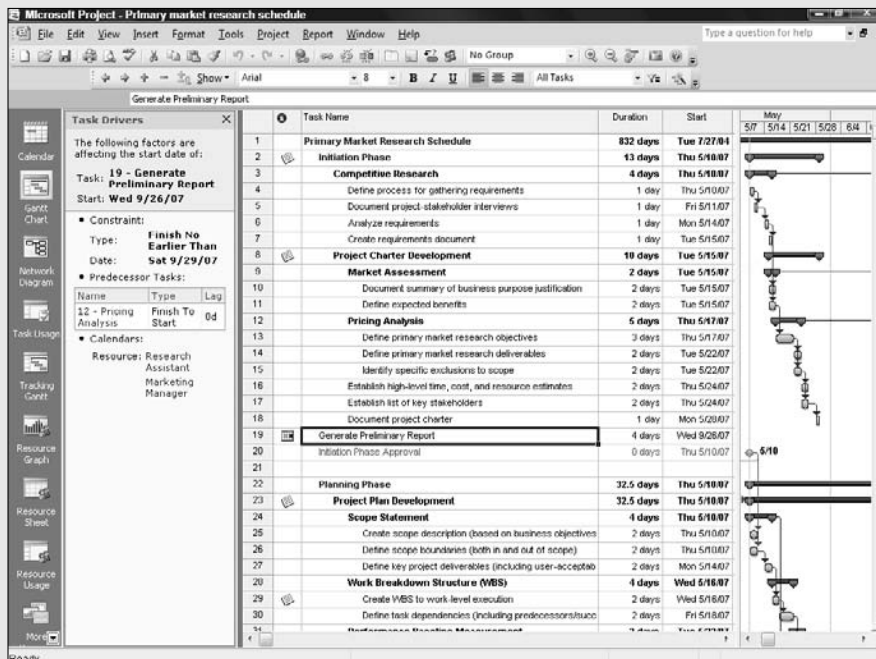 Microsoft Project - Primary market research schedule
File Edit View Insert Format Tools Project Report Window Help Type a question for help
No Group
Show Arial 8 B I U All Tasks
Generate Preliminary Report
Calendar
Gantt Chart
Network Diagram
Task Usage
Tracking Gantt
Resource Graph
Resource Sheet
Resource Usage
More
Task Drivers X
The following factors are
affecting the start date of:
Task: 19 - Generate
Preliminary Report
Start: Wed 9/26/07
• Constraint:
Type: Finish No
Earlier Than
Date: Sat 9/29/07
• Predecessor Tasks:
Name Type Lag
12 - Pricing Finish To 0d
Analysis Start
• Calendars:
Resource: Research
Assistant
Marketing
Manager
Task Name Duration Start May
5/7 5/14 5/21 5/28 6/4
1 Primary Market Research Schedule 832 days Tue 7/27/04
2 Initiation Phase 13 days Thu 5/10/07
3 Competitive Research 4 days Thu 5/10/07
4 Define process for gathering requirements 1 day Thu 5/10/07
5 Document project-stakeholder interviews 1 day Fri 5/11/07
6 Analyze requirements 1 day Mon 5/14/07
7 Create requirements document 1 day Tue 5/15/07
8 Project Charter Development 10 days Tue 5/15/07
9 Market Assessment 2 days Tue 5/15/07
10 Document summary of business purpose justification 2 days Tue 5/15/07
11 Define expected benefits 2 days Tue 5/15/07
12 Pricing Analysis 5 days Thu 5/17/07
13 Define primary market research objectives 3 days Thu 5/17/07
14 Define primary market research deliverables 2 days Tue 5/22/07
15 Identify specific exclusions to scope 2 days Tue 5/22/07
16 Establish high-level time, cost, and resource estimates 2 days Thu 5/24/07
17 Establish list of key stakeholders 2 days Thu 5/24/07
18 Document project charter 1 day Mon 5/28/07
19 Generate Preliminary Report 4 days Wed 9/26/07
20 Initiation Phase Approval 0 days Thu 5/10/07 5/10
21
22 Planning Phase 32.5 days Thu 5/10/07
23 Project Plan Development 32.5 days Thu 5/10/07
24 Scope Statement 4 days Thu 5/10/07
25 Create scope description (based on business objectives 2 days Thu 5/10/07
26 Define scope boundaries (both in and out of scope) 2 days Thu 5/10/07
27 Define key project deliverables (including user-acceptab 2 days Mon 5/14/07
28 Work Breakdown Structure (WBS) 4 days Wed 5/16/07
29 Create WBS to work-level execution 2 days Wed 5/16/07
30 Define task dependencies (including predecessors/succ 2 days Fri 5/18/07